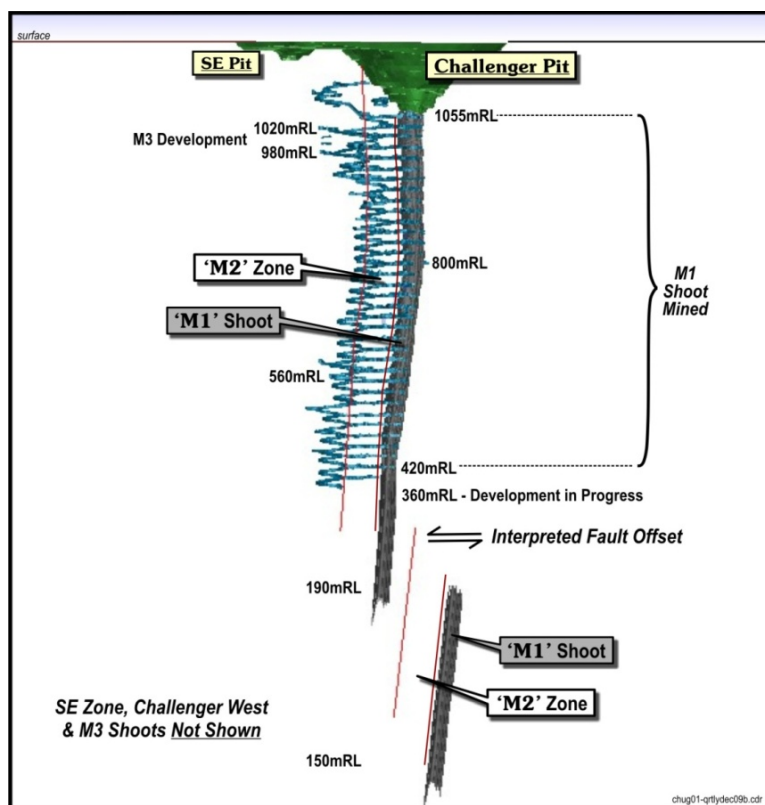 surface
SE Pit
Challenger Pit
1055mRL
1020mRL
M3 Development
980mRL
'M2' Zone
800mRL
M1
Shoot
Mined
'M1' Shoot
560mRL
420mRL
360mRL - Development in Progress
Interpreted Fault Offset
190mRL
'M1' Shoot
'M2' Zone
SE Zone, Challenger West
& M3 Shoots Not Shown
150mRL
chug01-qrtlydec09b.cdr